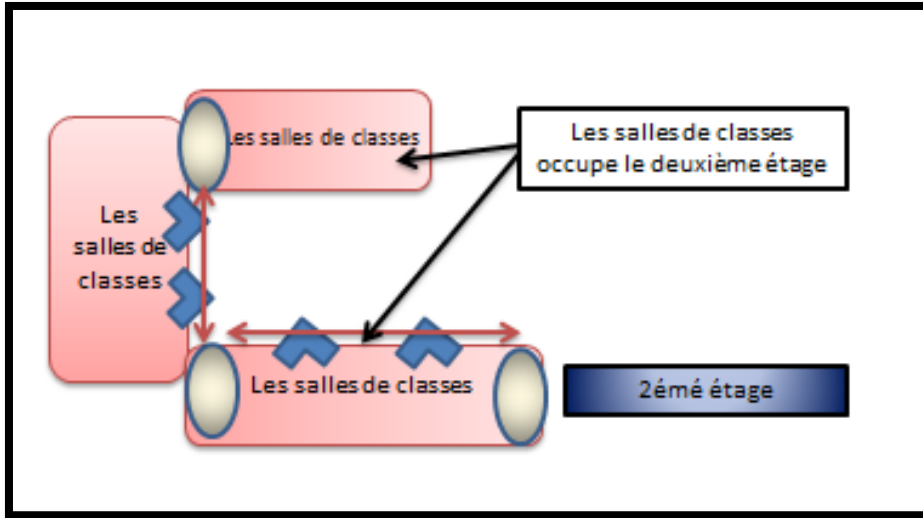 Les salles de classes
Les salles de classes
occupe le deuxième étage
Les
salles de
classes
Les salles de classes
2émé étage